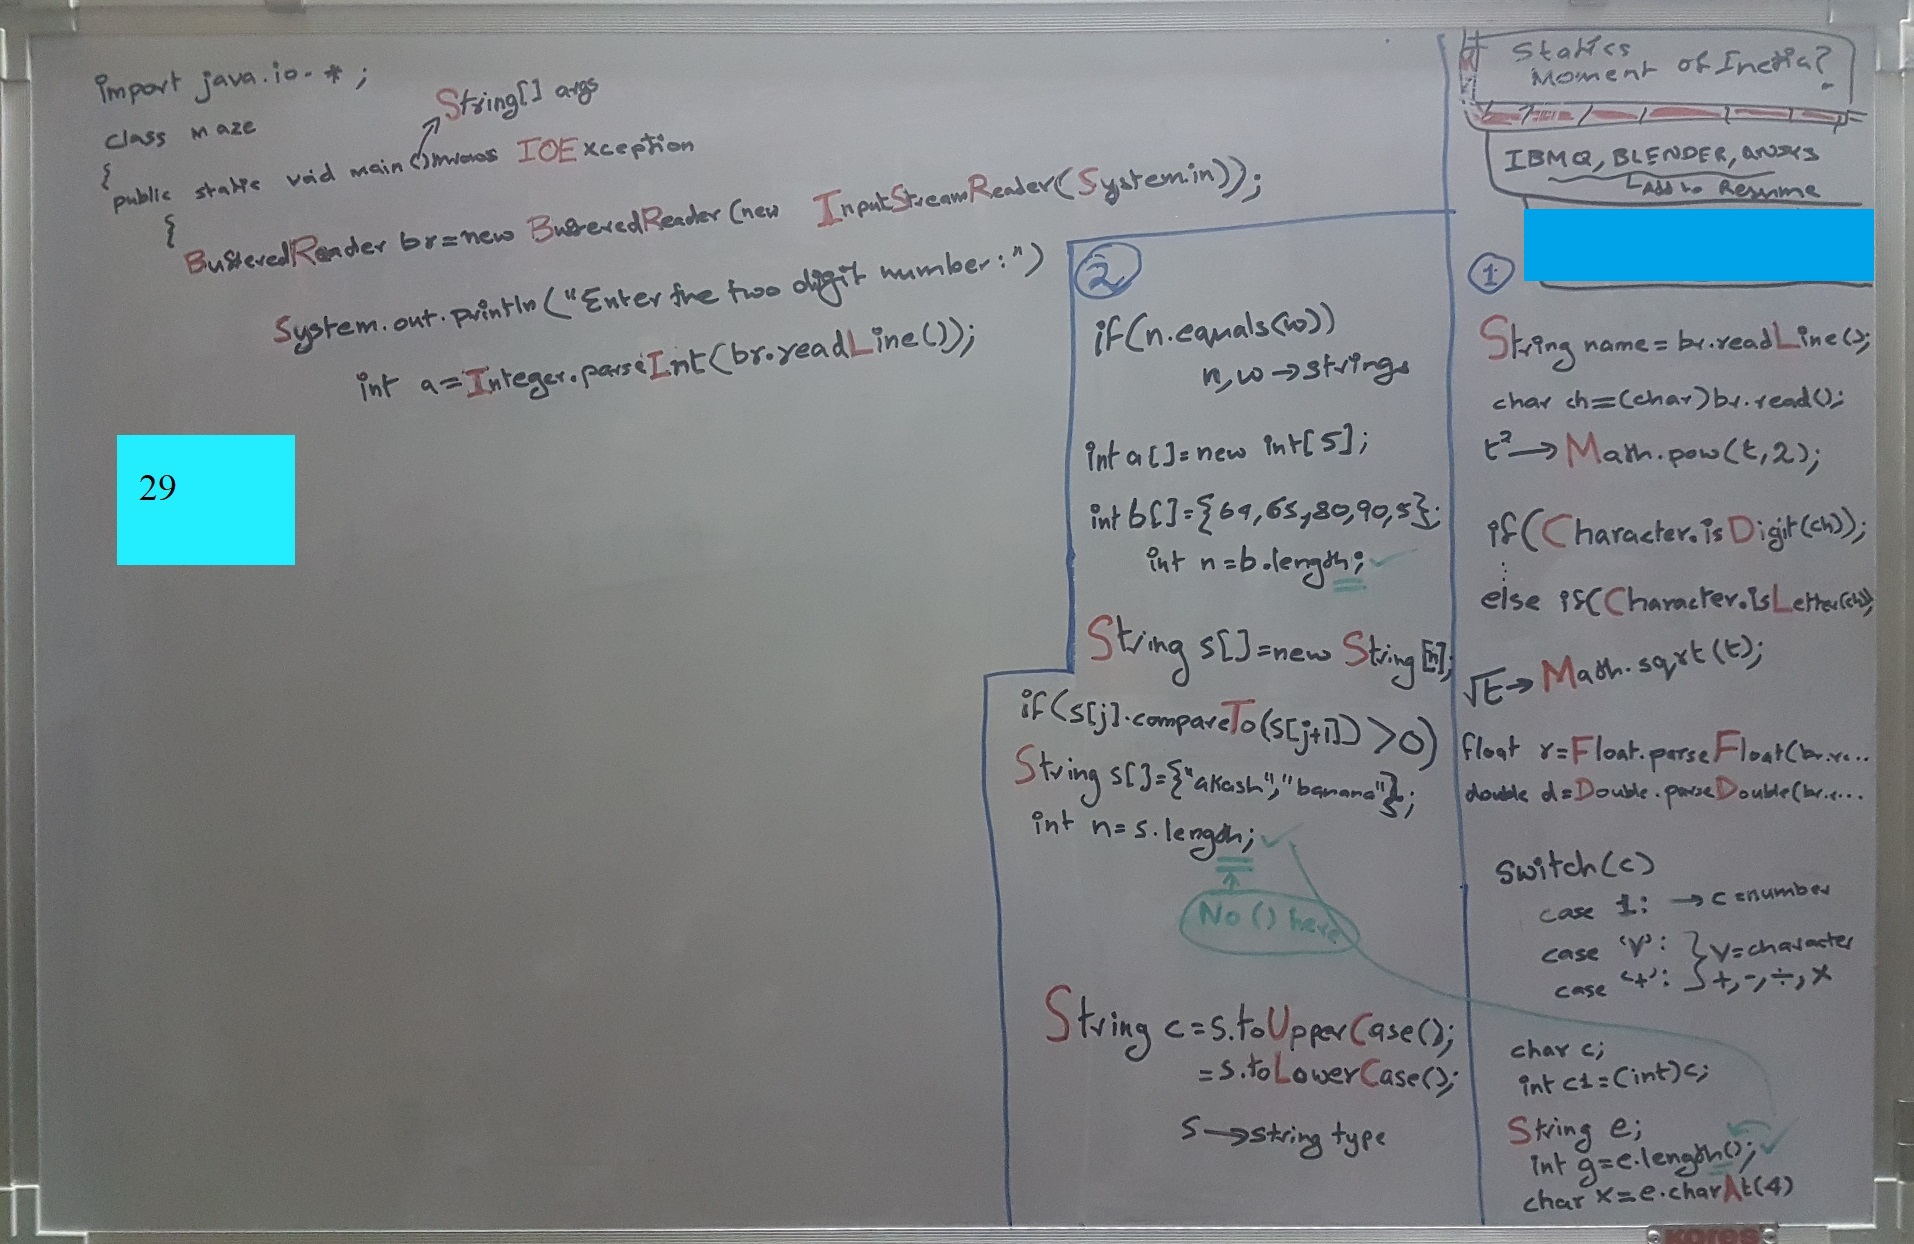 import java.io.*;
class maze
{
String[] args
public static void main() throws IOException
{
BufferedReader br=new BufferedReader(new InputStreamReader(System.in));
System.out.println("Enter the two digit number:")
int a=Integer.parseInt(br.readLine());
29
2
if(n.equals(w))
n,w→strings
int a[]=new int[5];
int b[]={69,65,80,90,5};
int n=b.length;✓
String s[]=new String[n];
if(s[j].compareTo(s[j+1])>0)
String s[]={"akash","banana"};
int n=s.length;✓
No () here
String c=s.toUpperCase();
=s.toLowerCase();
s→string type
Statics
Moment of Inertia?
IBMQ, BLENDER, ANSYS
Add to Resume
1
String name=br.readLine();
char ch=(char)br.read();
t²→Math.pow(t,2);
if(Character.isDigit(ch));
⋮
else if(Character.isLetter(ch));
√t→Math.sqrt(t);
float r=Float.parseFloat(br.re...
double d=Double.parseDouble(br.r...
switch(c)
case 1: →c=number
case 'y': } y=character
case '+': } +,-,÷,×
char c;
int c1=(int)c;
String e;
int g=e.length();✓
char x=e.charAt(4)
kores